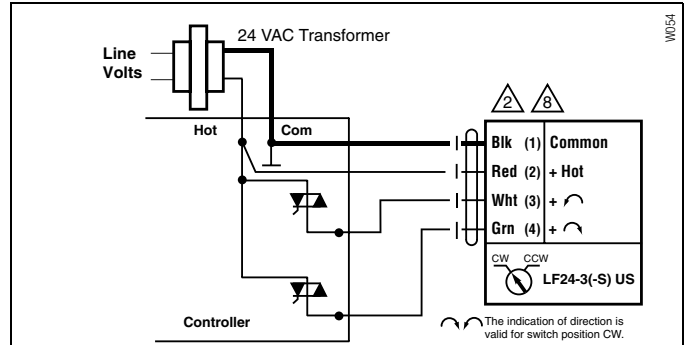 W054
24 VAC Transformer
Line
Volts
2 8
Hot Com
Blk (1) Common
Red (2) + Hot
Wht (3) +
Grn (4) +
CW CCW
LF24-3(-S) US
Controller
The indication of direction is
valid for switch position CW.